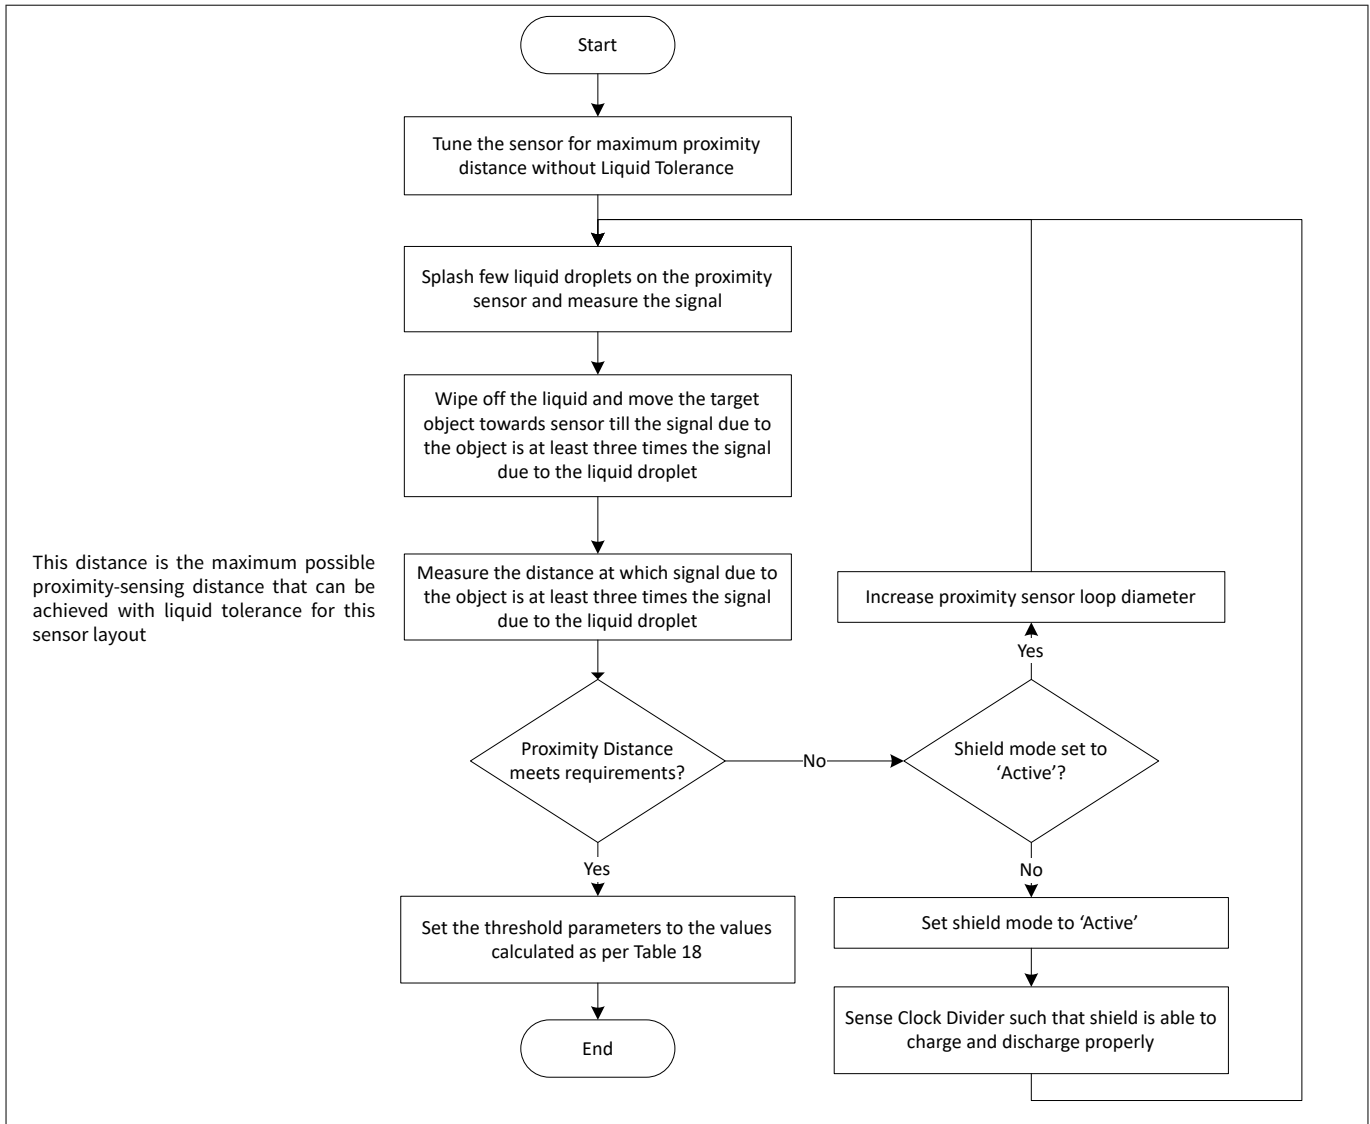 Start
Tune the sensor for maximum proximity
distance without Liquid Tolerance
Splash few liquid droplets on the proximity
sensor and measure the signal
Wipe off the liquid and move the target
object towards sensor till the signal due to
the object is at least three times the signal
due to the liquid droplet
This distance is the maximum possible
proximity-sensing distance that can be
achieved with liquid tolerance for this
sensor layout
Measure the distance at which signal due to
the object is at least three times the signal
due to the liquid droplet
Increase proximity sensor loop diameter
Yes
Proximity Distance
meets requirements?
No
Shield mode set to
‘Active’?
Yes
No
Set the threshold parameters to the values
calculated as per Table 18
Set shield mode to ‘Active’
Sense Clock Divider such that shield is able to
charge and discharge properly
End